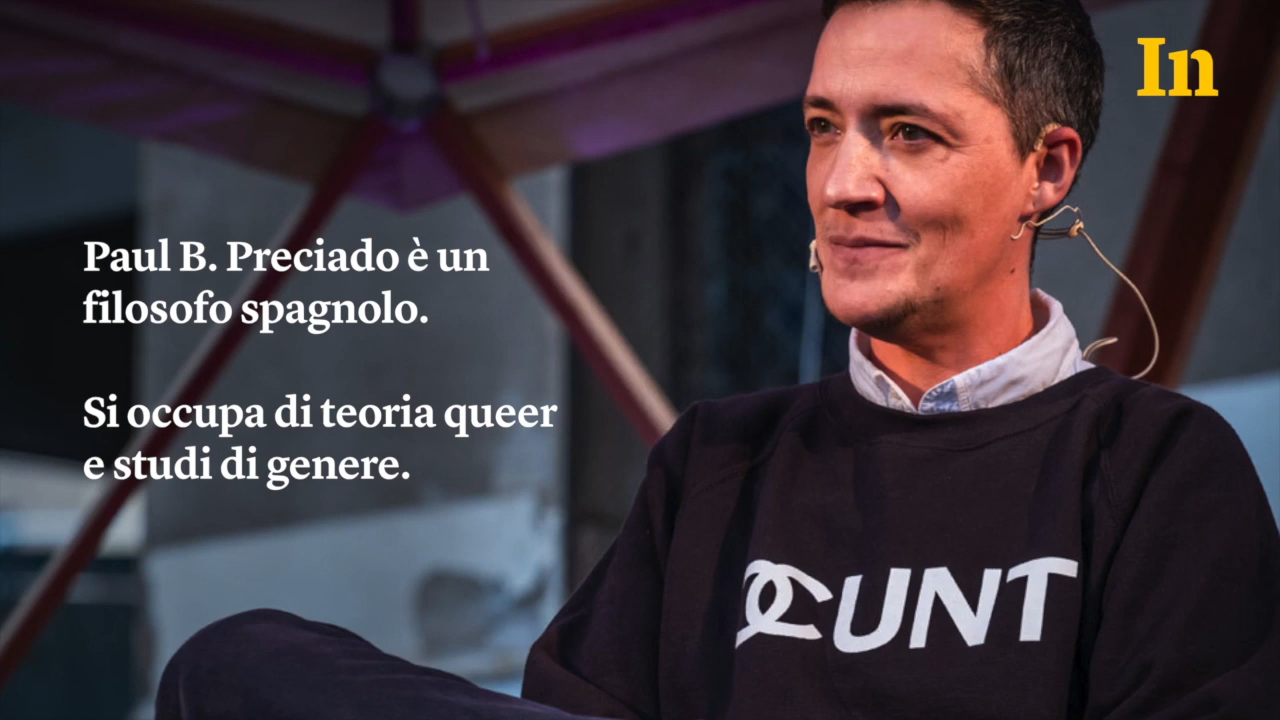 In
Paul B. Preciado è un
filosofo spagnolo.
Si occupa di teoria queer
e studi di genere.
CUNT